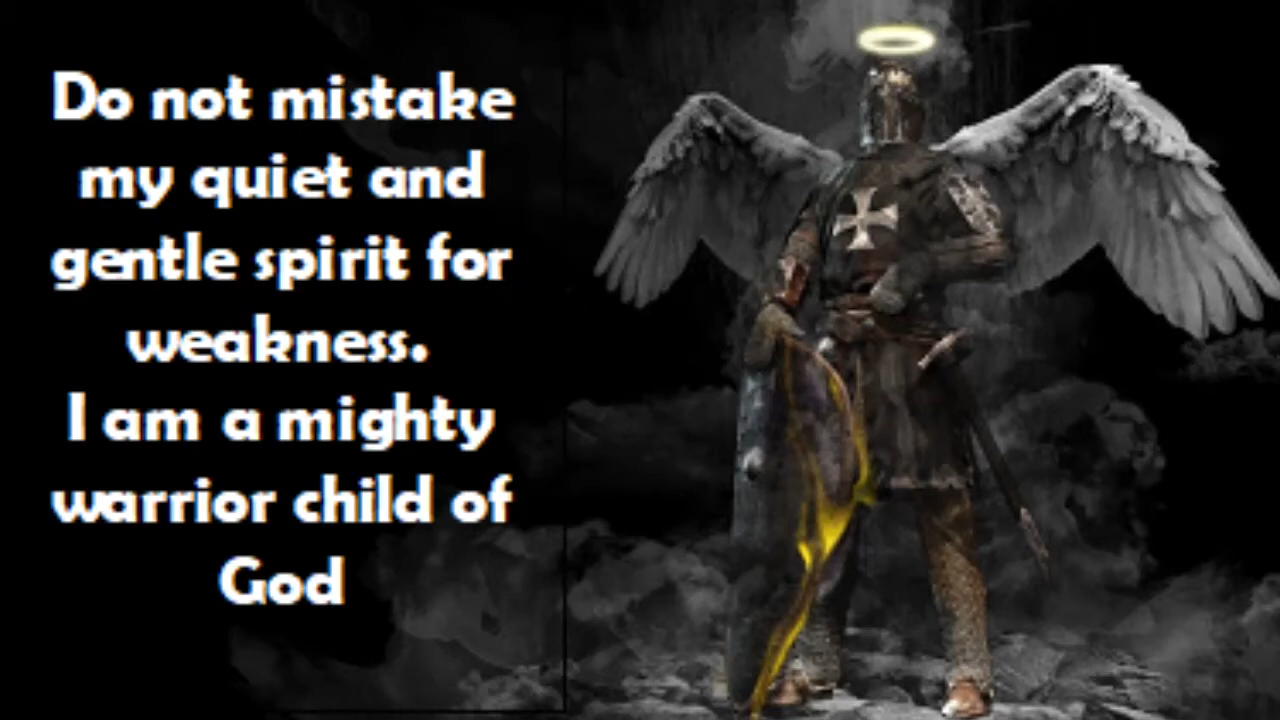 Do not mistake
my quiet and
gentle spirit for
weakness.
I am a mighty
warrior child of
God